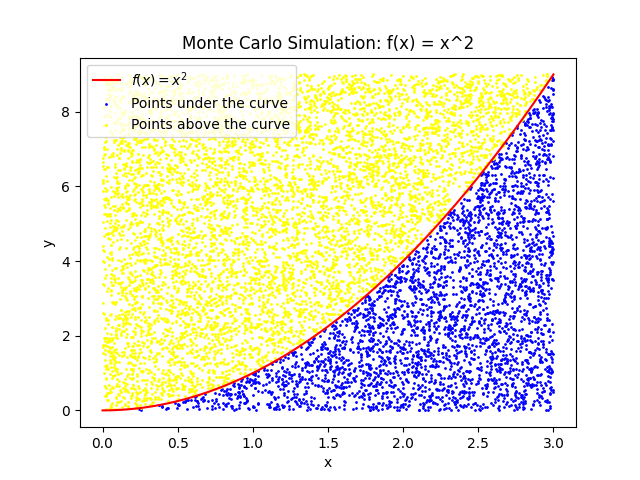 Monte Carlo Simulation: f(x) = x^2
f(x) = x²
Points under the curve
Points above the curve
8
6
4
2
0
y
0.0 0.5 1.0 1.5 2.0 2.5 3.0
x